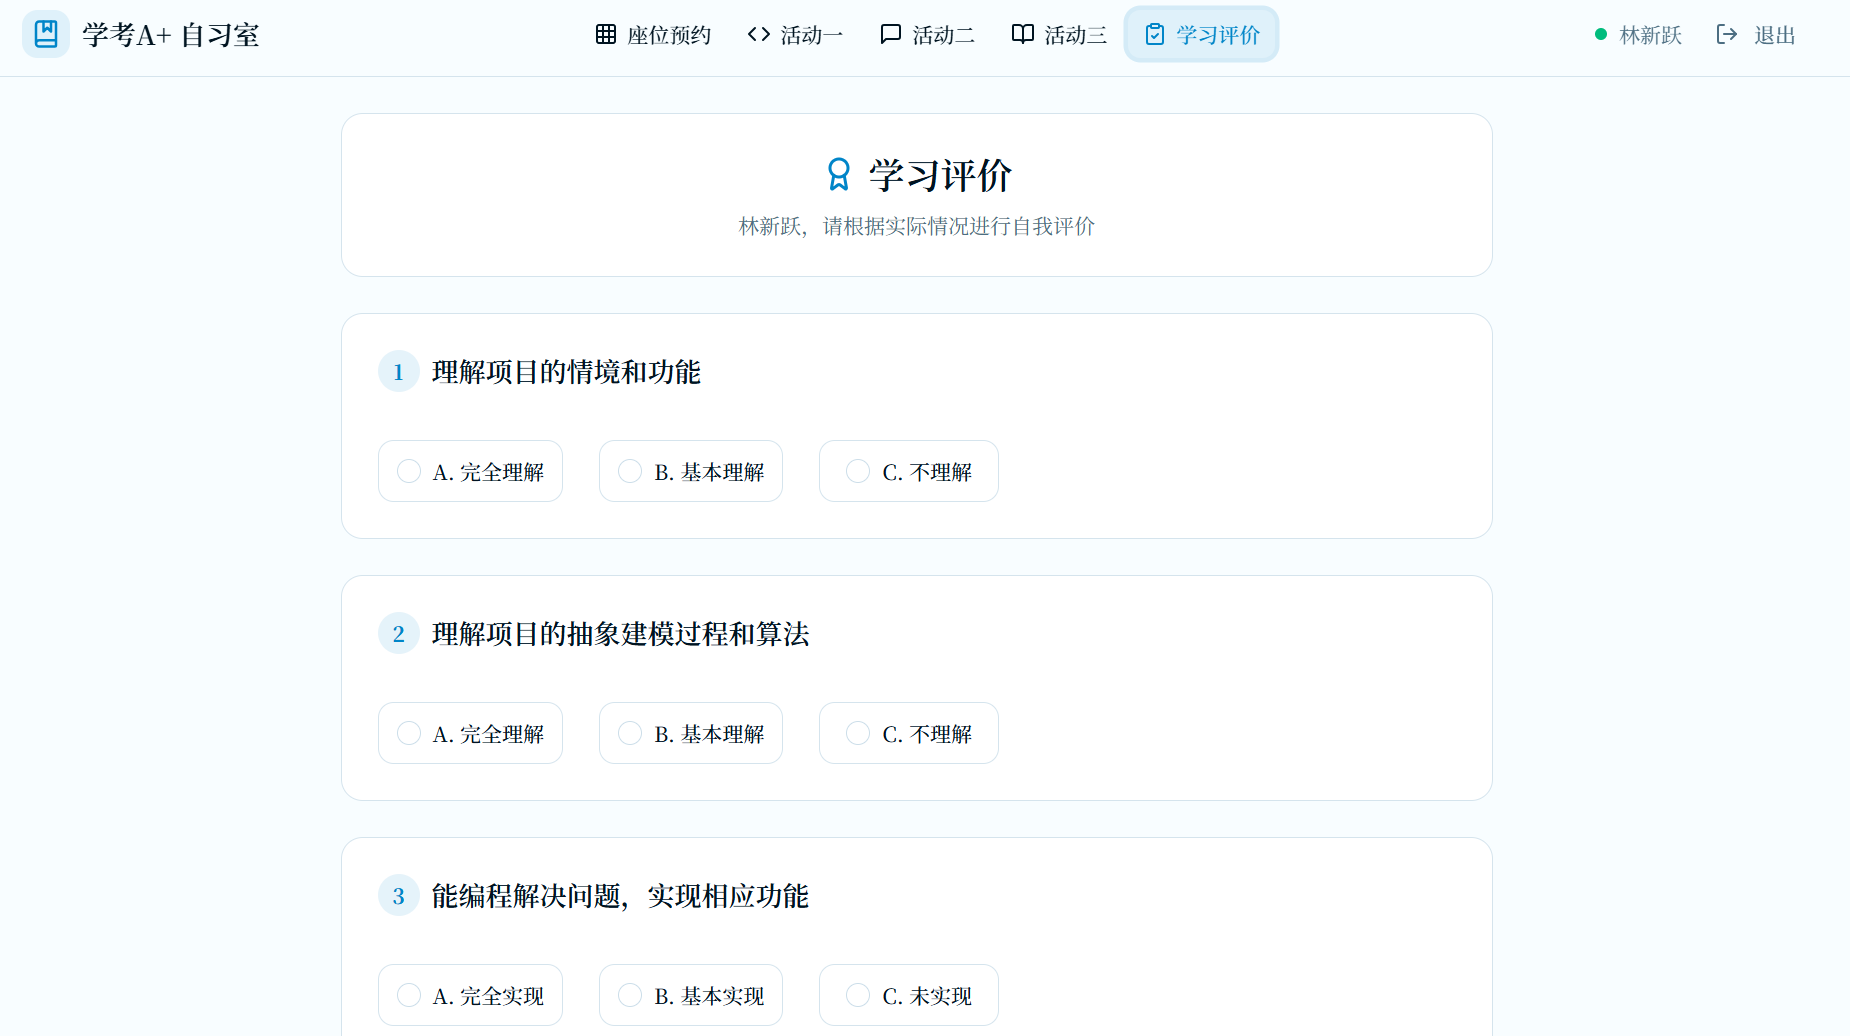 学考A+ 自习室
座位预约 活动一 活动二 活动三 学习评价
林新跃 退出
学习评价
林新跃，请根据实际情况进行自我评价
1 理解项目的情境和功能
A. 完全理解 B. 基本理解 C. 不理解
2 理解项目的抽象建模过程和算法
A. 完全理解 B. 基本理解 C. 不理解
3 能编程解决问题，实现相应功能
A. 完全实现 B. 基本实现 C. 未实现